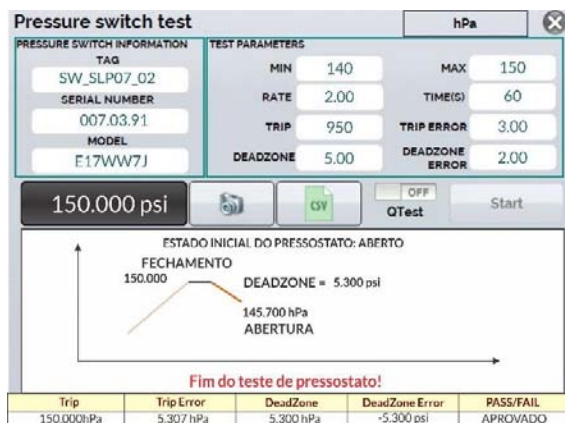 Pressure switch test
hPa
PRESSURE SWITCH INFORMATION
TAG
SW_SLP07_02
SERIAL NUMBER
007.03.91
MODEL
E17WW7J
TEST PARAMETERS
MIN 140 MAX 150
RATE 2.00 TIME(S) 60
TRIP 950 TRIP ERROR 3.00
DEADZONE 5.00 DEADZONE ERROR 2.00
150.000 psi
CSV
OFF
QTest
Start
ESTADO INICIAL DO PRESSOSTATO: ABERTO
FECHAMENTO
150.000
DEADZONE = 5.300 psi
145.700 hPa
ABERTURA
Fim do teste de pressostato!
Trip Trip Error DeadZone DeadZone Error PASS/FAIL
150.000hPa 5.307 hPa 5.300 hPa -5.300 psi APROVADO